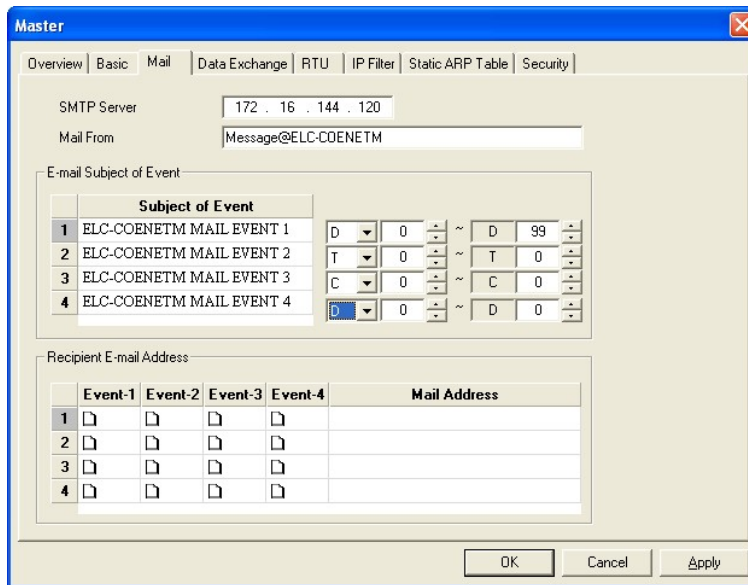 Master
Overview Basic Mail Data Exchange RTU IP Filter Static ARP Table Security
SMTP Server 172 . 16 . 144 . 120
Mail From Message@ELC-COENETM
E-mail Subject of Event
Subject of Event
1 ELC-COENETM MAIL EVENT 1 D 0 ~ D 99
2 ELC-COENETM MAIL EVENT 2 T 0 ~ T 0
3 ELC-COENETM MAIL EVENT 3 C 0 ~ C 0
4 ELC-COENETM MAIL EVENT 4 D 0 ~ D 0
Recipient E-mail Address
Event-1 Event-2 Event-3 Event-4 Mail Address
1
2
3
4
OK Cancel Apply